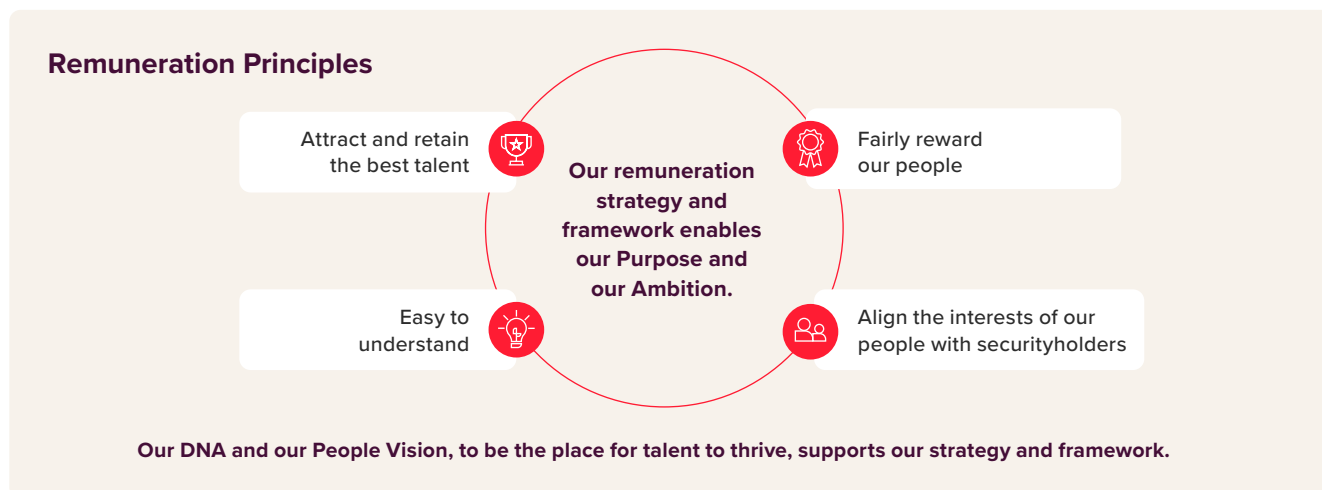 Remuneration Principles
Attract and retain
the best talent
Fairly reward
our people
Our remuneration
strategy and
framework enables
our Purpose and
our Ambition.
Easy to
understand
Align the interests of our
people with securityholders
Our DNA and our People Vision, to be the place for talent to thrive, supports our strategy and framework.